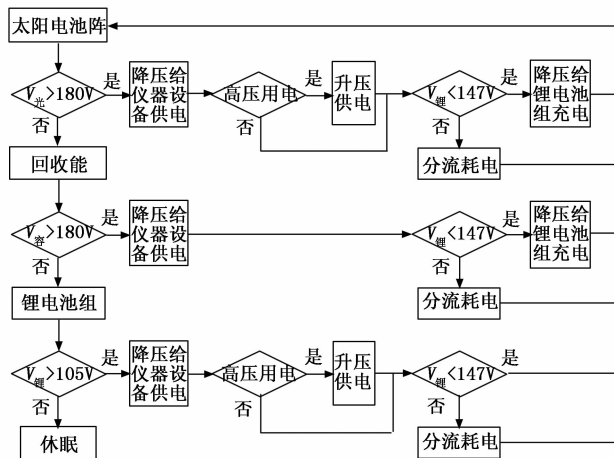 太阳电池阵
V光>180V
是
否
降压给
仪器设
备供电
高压用电
是
否
升压
供电
V锂<147V
是
否
降压给
锂电池
组充电
分流耗电
回收能
V容>180V
是
否
降压给
仪器设
备供电
V锂<147V
是
否
降压给
锂电池
组充电
分流耗电
锂电池组
V锂>105V
是
否
降压给
仪器设
备供电
高压用电
是
否
升压
供电
V锂<147V
是
否
分流耗电
休眠